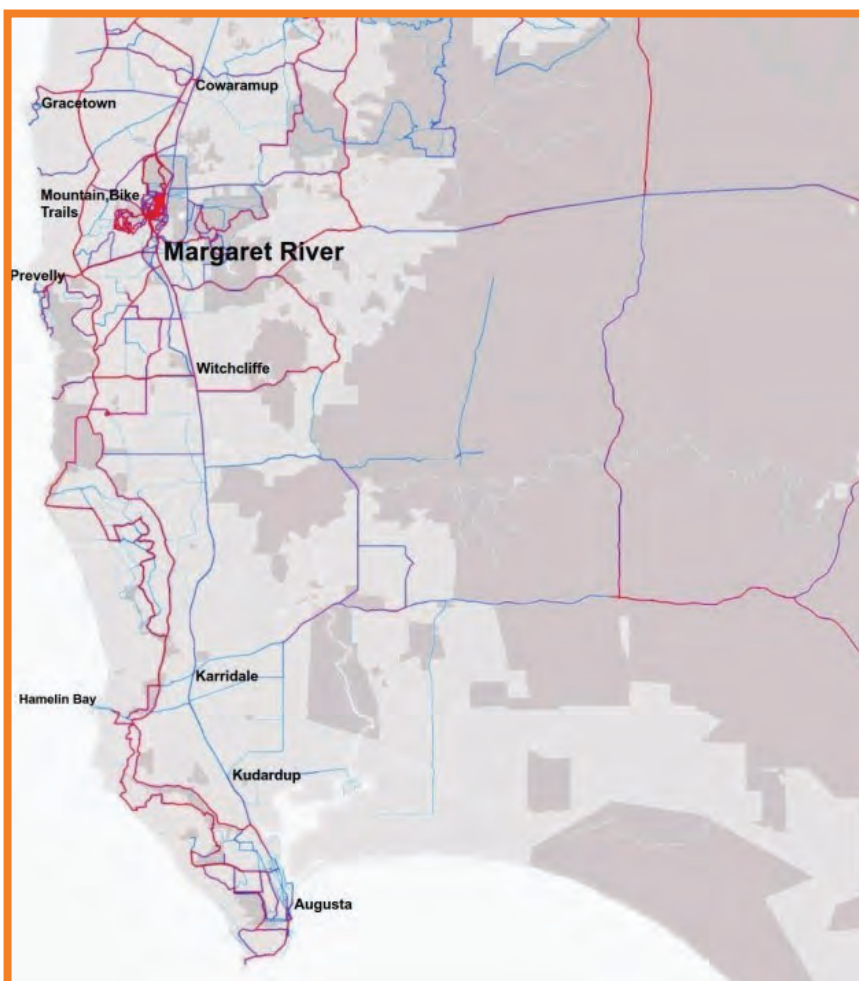 Cowaramup
Gracetown
Mountain,Bike
Trails
Margaret River
Prevelly
Witchcliffe
Karridale
Hamelin Bay
Kudardup
Augusta